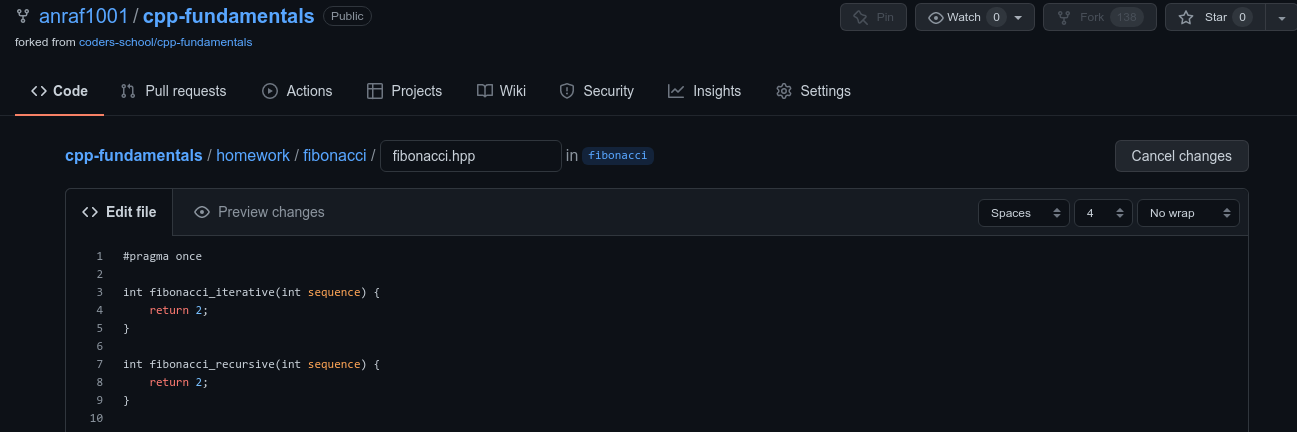 anraf1001 / cpp-fundamentals Public Pin Watch 0 Fork 138 Star 0
forked from coders-school/cpp-fundamentals
Code Pull requests Actions Projects Wiki Security Insights Settings
cpp-fundamentals / homework / fibonacci / fibonacci.hpp in fibonacci Cancel changes
Edit file Preview changes Spaces 4 No wrap
1 #pragma once
2
3 int fibonacci_iterative(int sequence) {
4     return 2;
5 }
6
7 int fibonacci_recursive(int sequence) {
8     return 2;
9 }
10